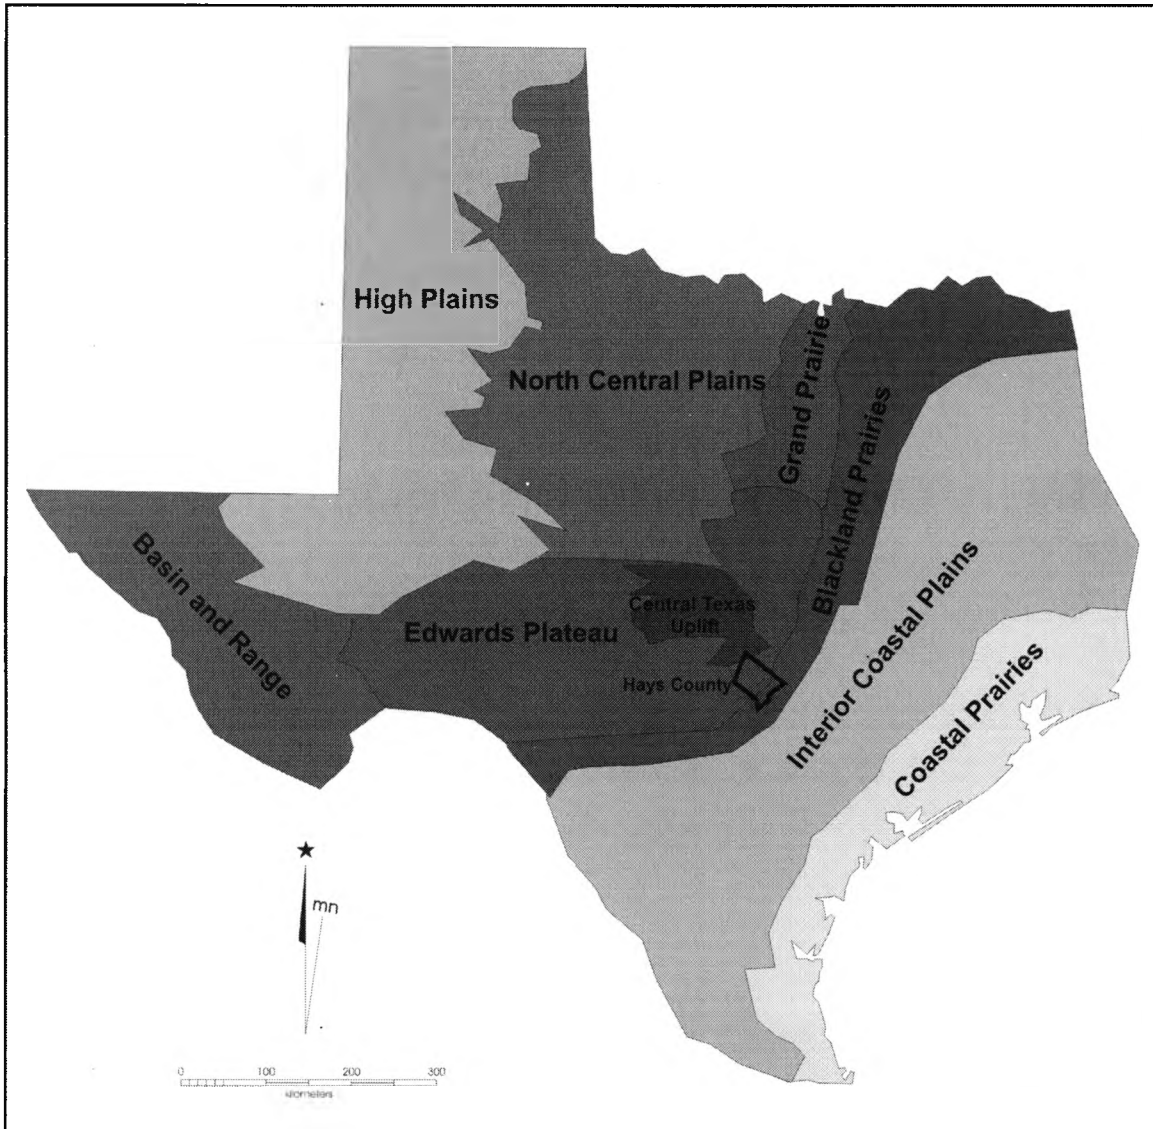 High Plains
North Central Plains
Grand Prairie
Blackland Prairies
Basin and Range
Edwards Plateau
Central Texas
Uplift
Hays County
Interior Coastal Plains
Coastal Prairies
mn
0 100 200 300
kilometers